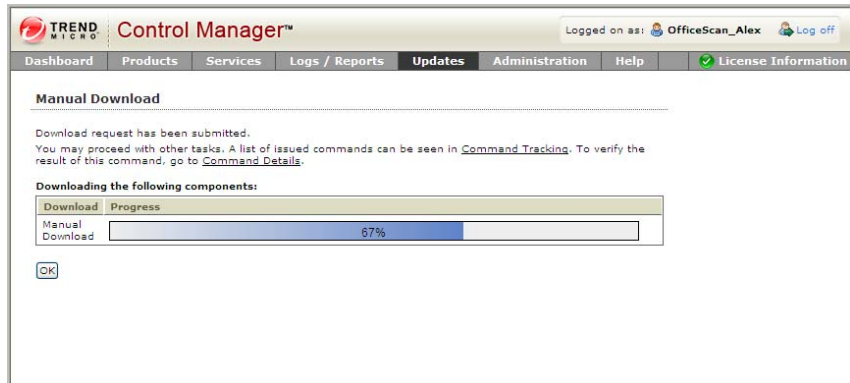 TREND MICRO Control Manager™ Logged on as: OfficeScan_Alex Log off
Dashboard Products Services Logs / Reports Updates Administration Help License Information
Manual Download
Download request has been submitted.
You may proceed with other tasks. A list of issued commands can be seen in Command Tracking. To verify the
result of this command, go to Command Details.
Downloading the following components:
Download Progress
Manual
Download 67%
OK